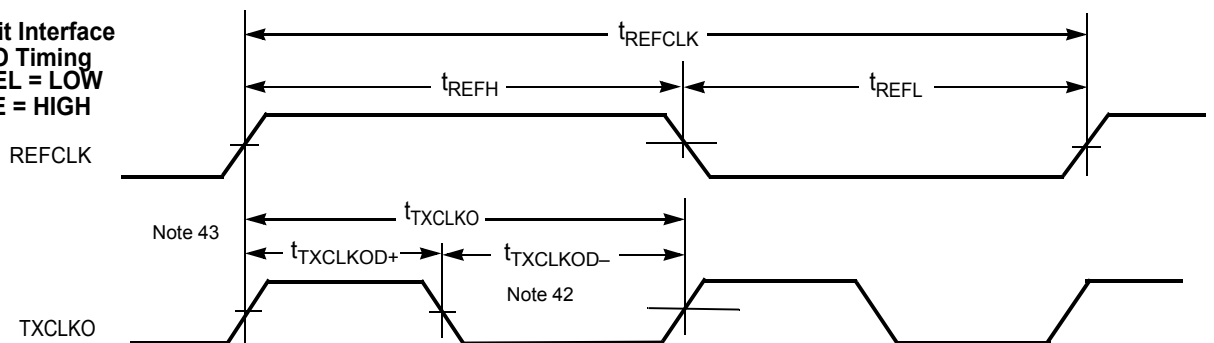 it Interface
Timing
EL = LOW
E = HIGH
tREFCLK
tREFH
tREFL
REFCLK
tTXCLKO
Note 43
tTXCLKOD+
tTXCLKOD–
Note 42
TXCLKO